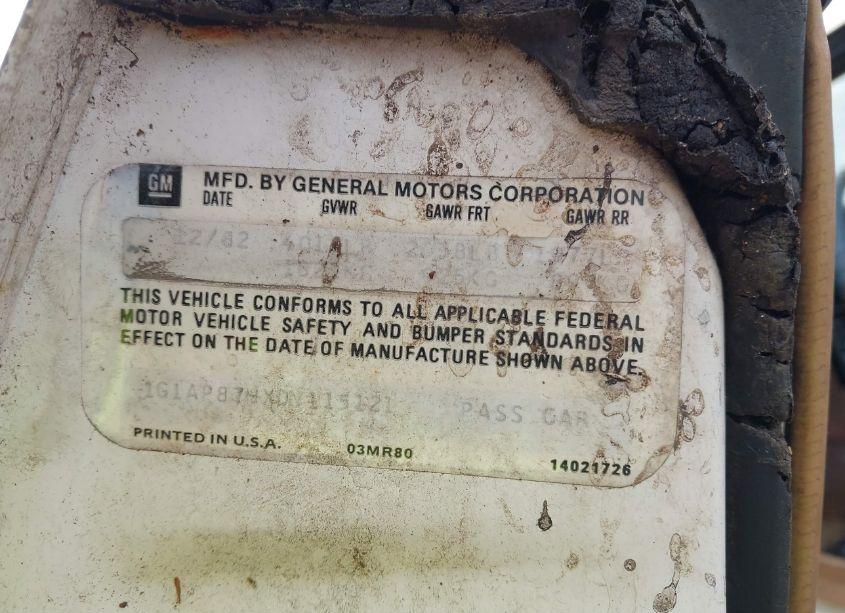 GM MFD. BY GENERAL MOTORS CORPORATION
DATE GVWR GAWR FRT GAWR RR
12/82
THIS VEHICLE CONFORMS TO ALL APPLICABLE FEDERAL
MOTOR VEHICLE SAFETY AND BUMPER STANDARDS IN
EFFECT ON THE DATE OF MANUFACTURE SHOWN ABOVE.
PASS CAR
PRINTED IN U.S.A. 03MR80 14021726